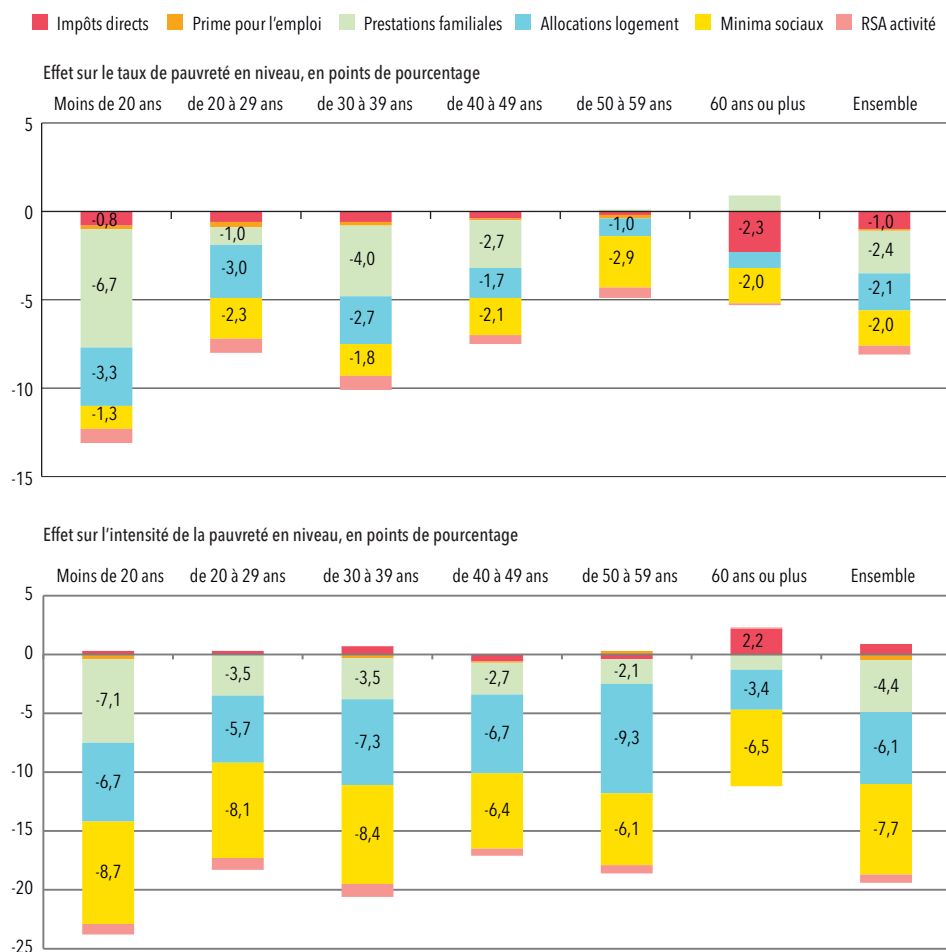 Impôts directs Prime pour l'emploi Prestations familiales Allocations logement Minima sociaux RSA activité
Effet sur le taux de pauvreté en niveau, en points de pourcentage
Moins de 20 ans de 20 à 29 ans de 30 à 39 ans de 40 à 49 ans de 50 à 59 ans 60 ans ou plus Ensemble
5
0
-0,8 -2,3 -1,0
-1,0 -4,0 -2,7 -1,0 -2,4
-6,7 -3,0 -1,7 -2,9 -2,0 -2,1
-5
-2,3 -2,7 -2,1 -2,0
-3,3 -1,8
-10
-1,3
-15
Effet sur l'intensité de la pauvreté en niveau, en points de pourcentage
Moins de 20 ans de 20 à 29 ans de 30 à 39 ans de 40 à 49 ans de 50 à 59 ans 60 ans ou plus Ensemble
5
2,2
0
-7,1 -3,5 -3,5 -2,7 -2,1 -3,4 -4,4
-5
-6,7 -5,7 -7,3 -6,7 -9,3 -6,5 -6,1
-10
-8,7 -8,1 -8,4 -6,4 -6,1 -7,7
-15
-20
-25